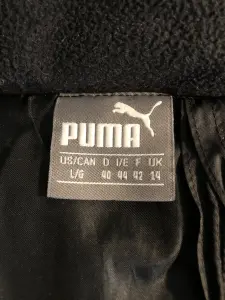 PUMA
US/CAN D I/E F UK
L/G 40 44 42 14